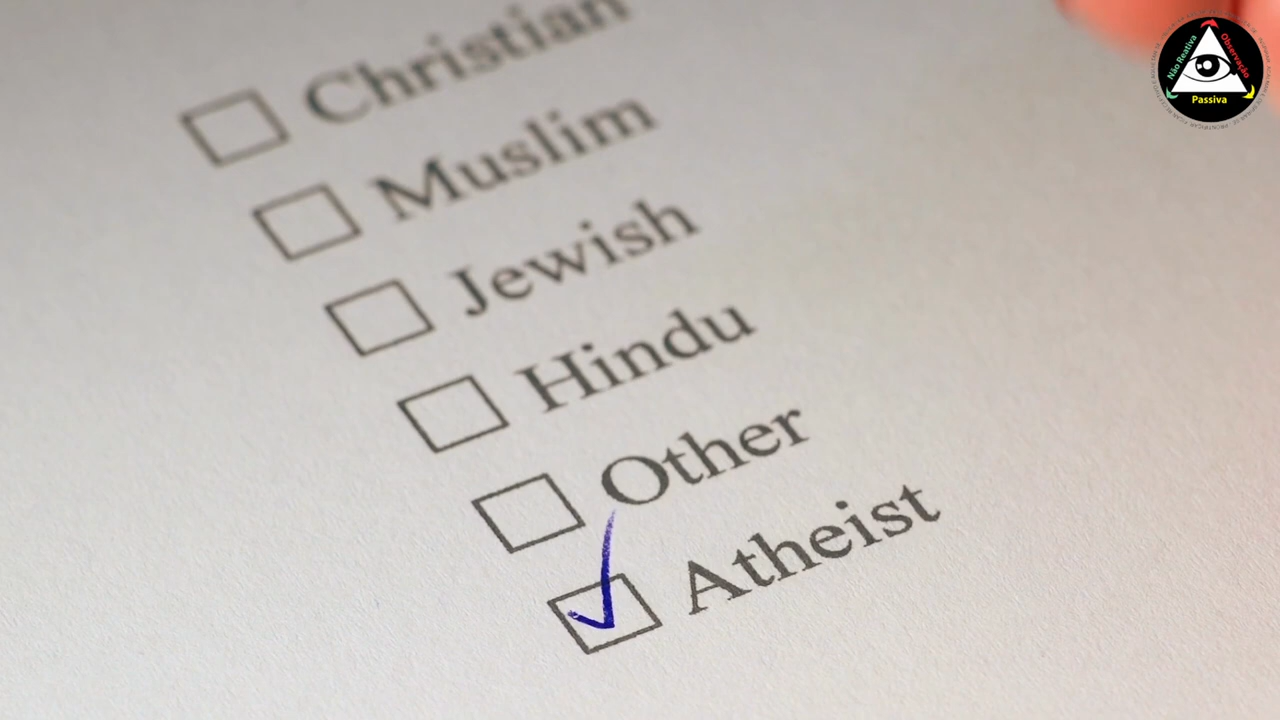 Christian
Muslim
Jewish
Hindu
Other
Atheist
Não Reativa
Observação
Passiva